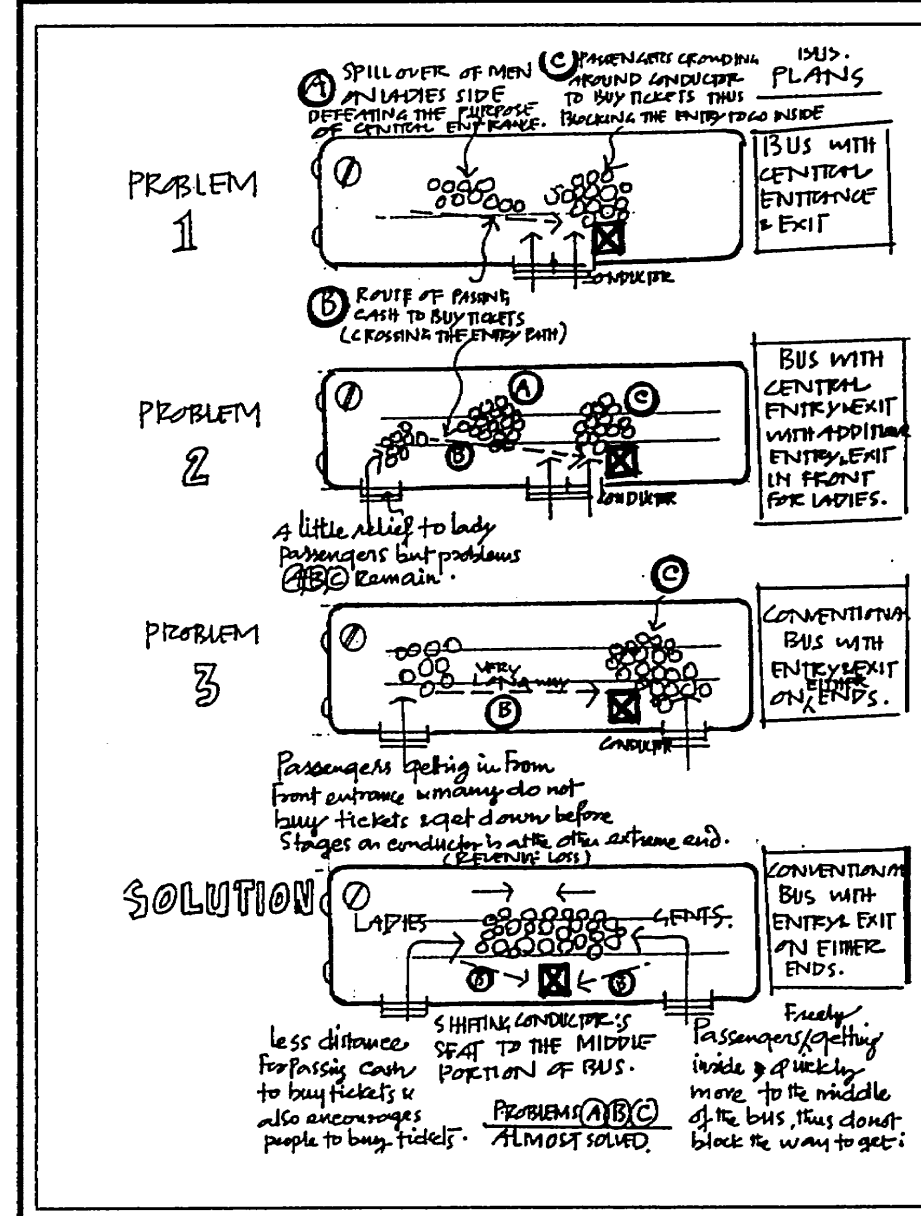 BUS.
PLANS
A SPILL OVER OF MEN
ON LADIES SIDE
DEFEATING THE PURPOSE
OF CENTRAL ENTRANCE.
C PASSENGERS CROWDING
AROUND CONDUCTOR
TO BUY TICKETS THUS
BLOCKING THE ENTRY TO GO INSIDE
PROBLEM
1
CONDUCTOR
BUS WITH
CENTRAL
ENTRANCE
& EXIT
B ROUTE OF PASSING
CASH TO BUY TICKETS
(CROSSING THE ENTRY PATH)
PROBLEM
2
A
C
B
CONDUCTOR
BUS WITH
CENTRAL
ENTRY & EXIT
WITH ADDITIONAL
ENTRY & EXIT
IN FRONT
FOR LADIES.
A little relief to lady
passengers but problems
A B C Remain.
PROBLEM
3
C
VERY
LONG WAY
B
CONDUCTOR
CONVENTIONA
BUS WITH
ENTRY & EXIT
ON EITHER ENDS.
Passengers getting in from
front entrance & many do not
buy tickets & get down before
Stages as conductor is at the other extreme end.
(REVENUE LOSS)
SOLUTION
LADIES
GENTS.
B
B
CONVENTIONA
BUS WITH
ENTRY & EXIT
ON EITHER
ENDS.
less distance
for passing cash
to buy tickets &
also encourages
people to buy tickets.
SHIFTING CONDUCTOR'S
SEAT TO THE MIDDLE
PORTION OF BUS.
PROBLEMS A B C
ALMOST SOLVED.
Passengers Freely getting
inside & quickly
move to the middle
of the bus, thus do not
block the way to get i